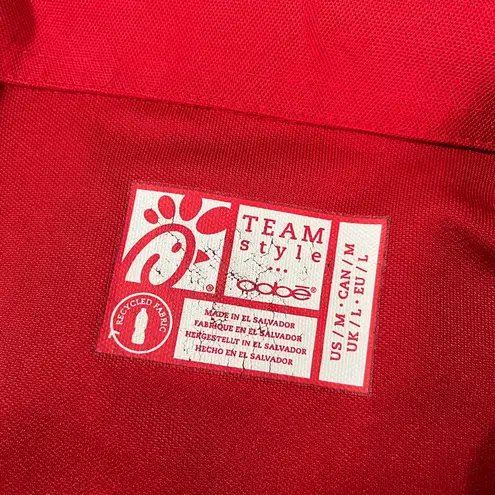 TEAM
style
...
oobe®
®
RECYCLED FABRIC
MADE IN EL SALVADOR
FABRIQUE EN EL SALVADOR
HERGESTELLT IN EL SALVADOR
HECHO EN EL SALVADOR
US / M · CAN / M
UK / L · EU / L